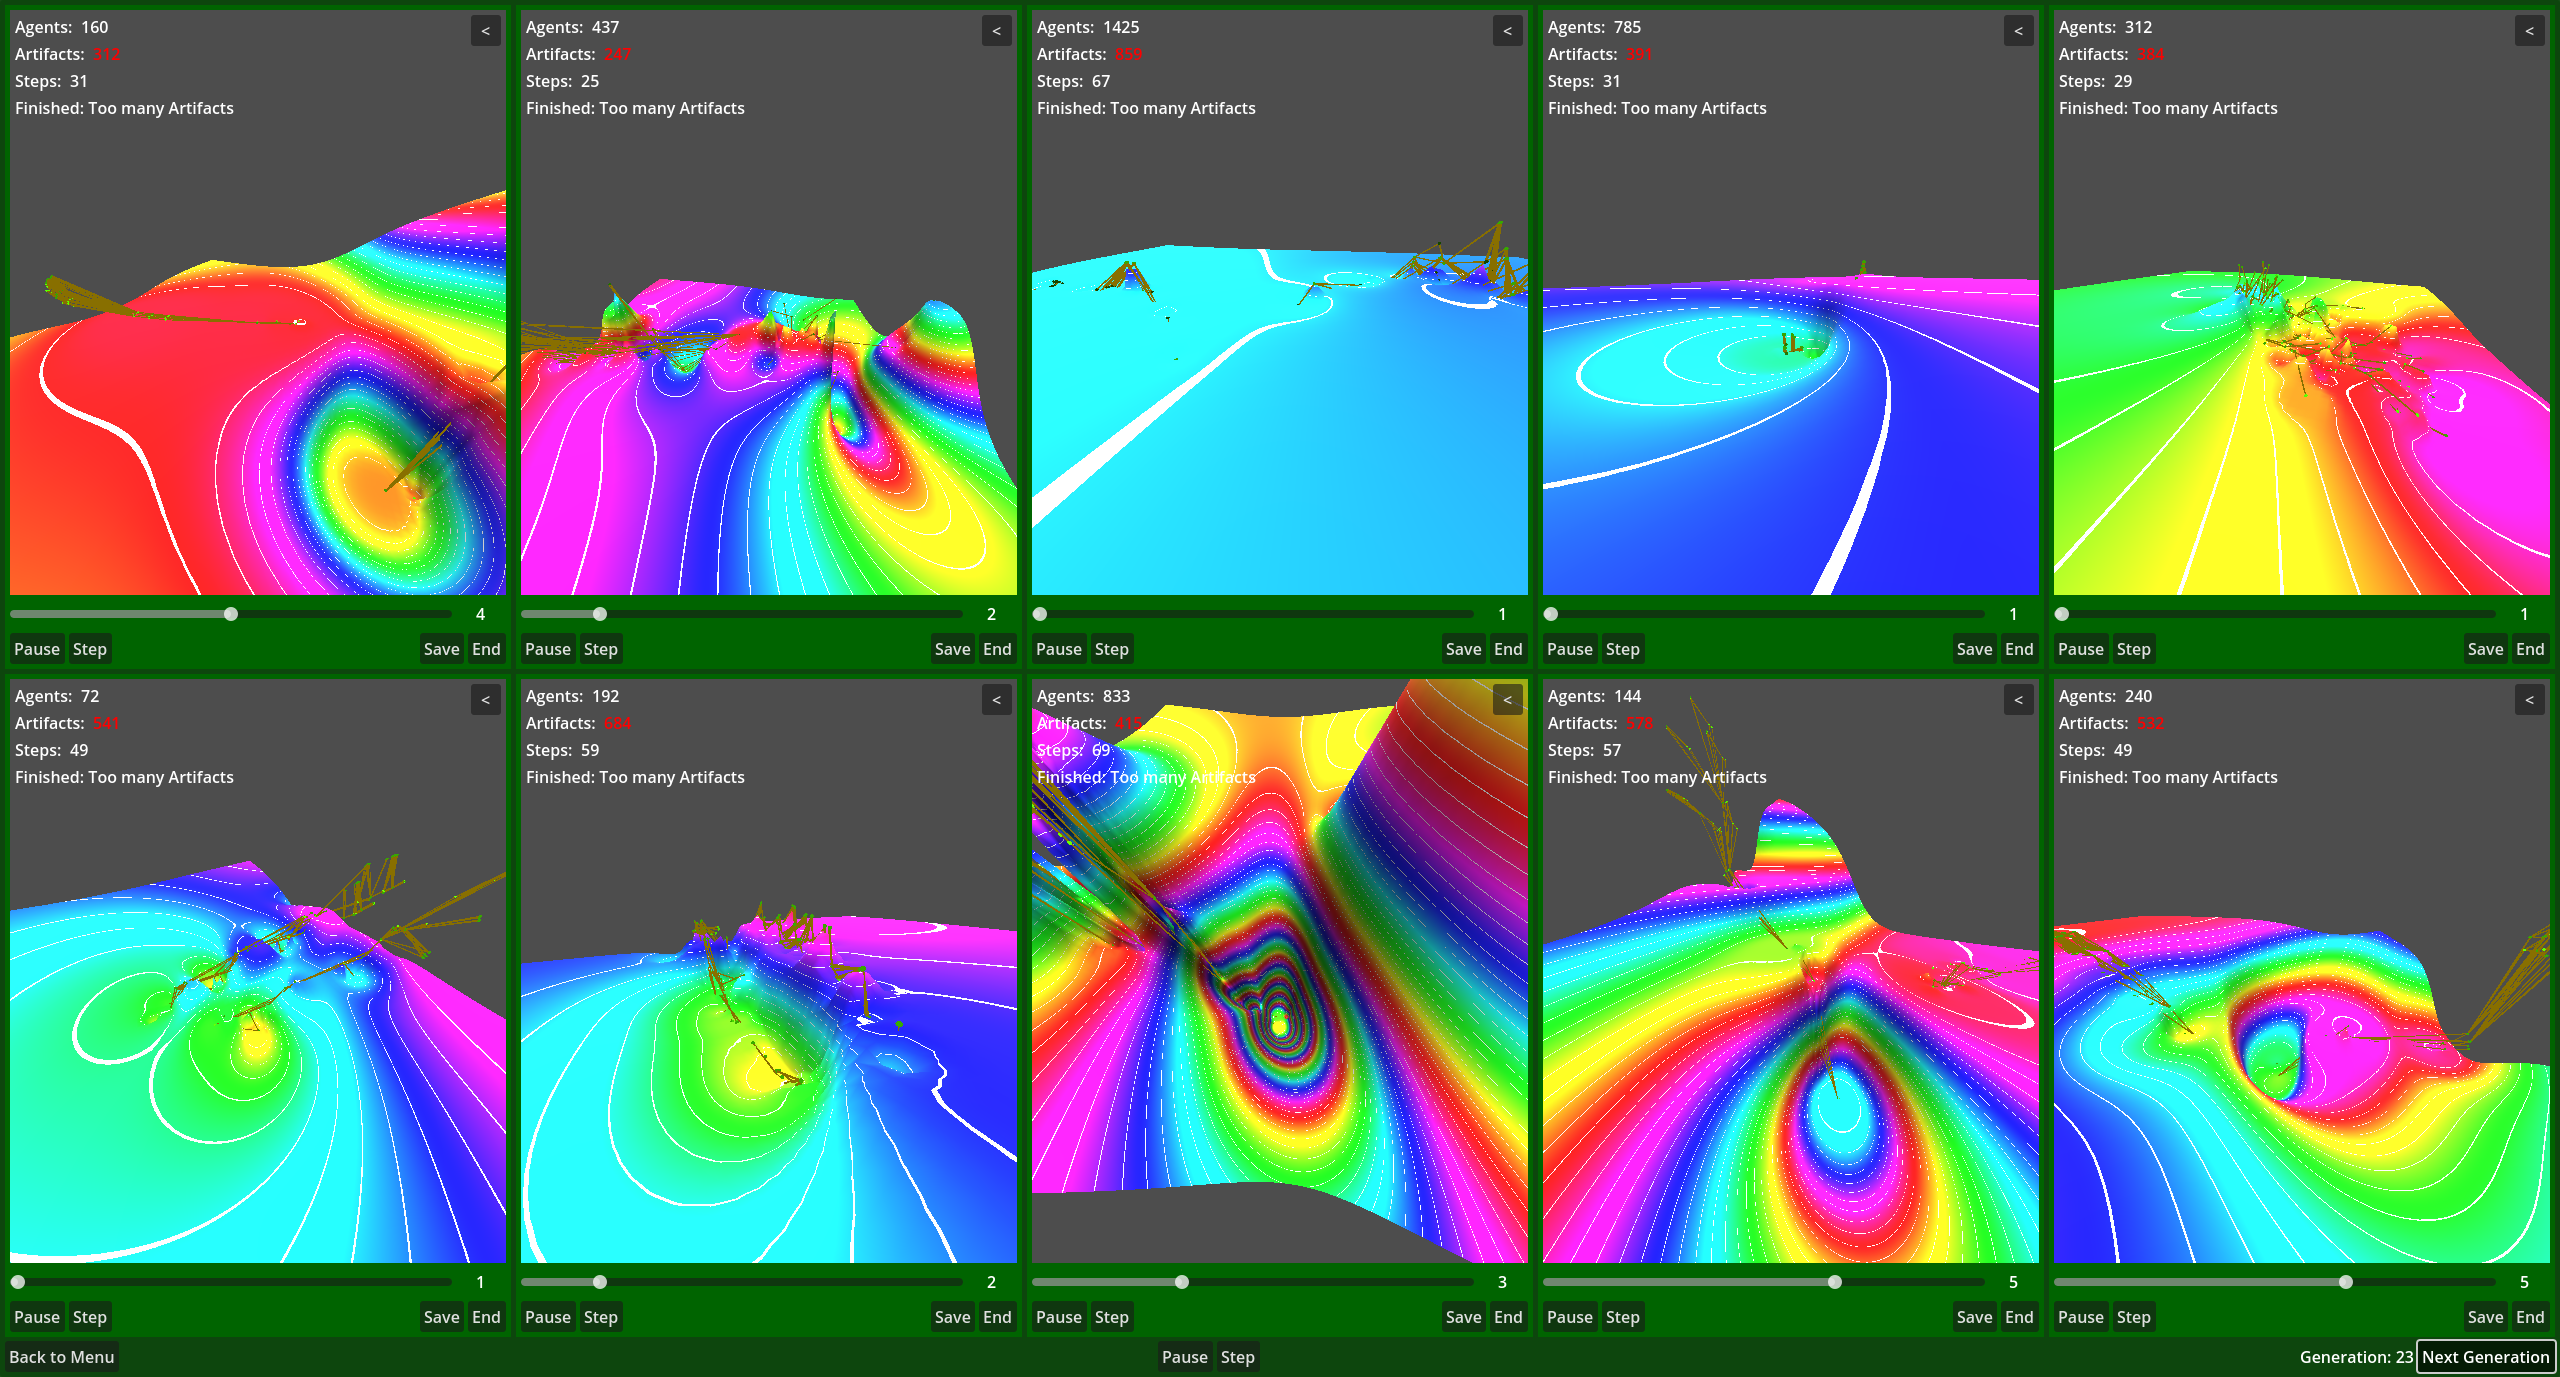 Agents: 160
<
Artifacts: 312
Steps: 31
Finished: Too many Artifacts
4
Pause Step Save End
Agents: 437
<
Artifacts: 247
Steps: 25
Finished: Too many Artifacts
2
Pause Step Save End
Agents: 1425
<
Artifacts: 859
Steps: 67
Finished: Too many Artifacts
1
Pause Step Save End
Agents: 785
<
Artifacts: 391
Steps: 31
Finished: Too many Artifacts
1
Pause Step Save End
Agents: 312
<
Artifacts: 384
Steps: 29
Finished: Too many Artifacts
1
Pause Step Save End
Agents: 72
<
Artifacts: 541
Steps: 49
Finished: Too many Artifacts
1
Pause Step Save End
Agents: 192
<
Artifacts: 684
Steps: 59
Finished: Too many Artifacts
2
Pause Step Save End
Agents: 833
<
Artifacts: 415
Steps: 69
Finished: Too many Artifacts
3
Pause Step Save End
Agents: 144
<
Artifacts: 578
Steps: 57
Finished: Too many Artifacts
5
Pause Step Save End
Agents: 240
<
Artifacts: 532
Steps: 49
Finished: Too many Artifacts
5
Pause Step Save End
Back to Menu Pause Step Generation: 23 Next Generation